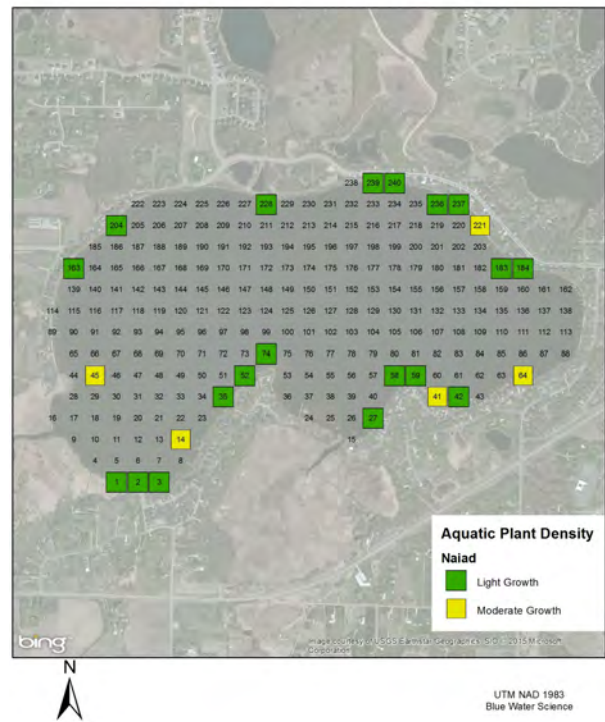 238 239 240
222 223 224 225 226 227 228 229 230 231 232 233 234 235 236 237
204 205 206 207 208 209 210 211 212 213 214 215 216 217 218 219 220 221
185 186 187 188 189 190 191 192 193 194 195 196 197 198 199 200 201 202 203
163 164 165 166 167 168 169 170 171 172 173 174 175 176 177 178 179 180 181 182 183 184
139 140 141 142 143 144 145 146 147 148 149 150 151 152 153 154 155 156 157 158 159 160 161 162
114 115 116 117 118 119 120 121 122 123 124 125 126 127 128 129 130 131 132 133 134 135 136 137 138
89 90 91 92 93 94 95 96 97 98 99 100 101 102 103 104 105 106 107 108 109 110 111 112 113
65 66 67 68 69 70 71 72 73 74 75 76 77 78 79 80 81 82 83 84 85 86 87 88
44 45 46 47 48 49 50 51 52 53 54 55 56 57 58 59 60 61 62 63 64
28 29 30 31 32 33 34 35 36 37 38 39 40 41 42 43
16 17 18 19 20 21 22 23 24 25 26 27
9 10 11 12 13 14 15
4 5 6 7 8
1 2 3
Aquatic Plant Density
Naiad
Light Growth
Moderate Growth
bing
Image courtesy of USGS Earthstar Geographics SIO © 2015 Microsoft
Corporation
N
UTM NAD 1983
Blue Water Science